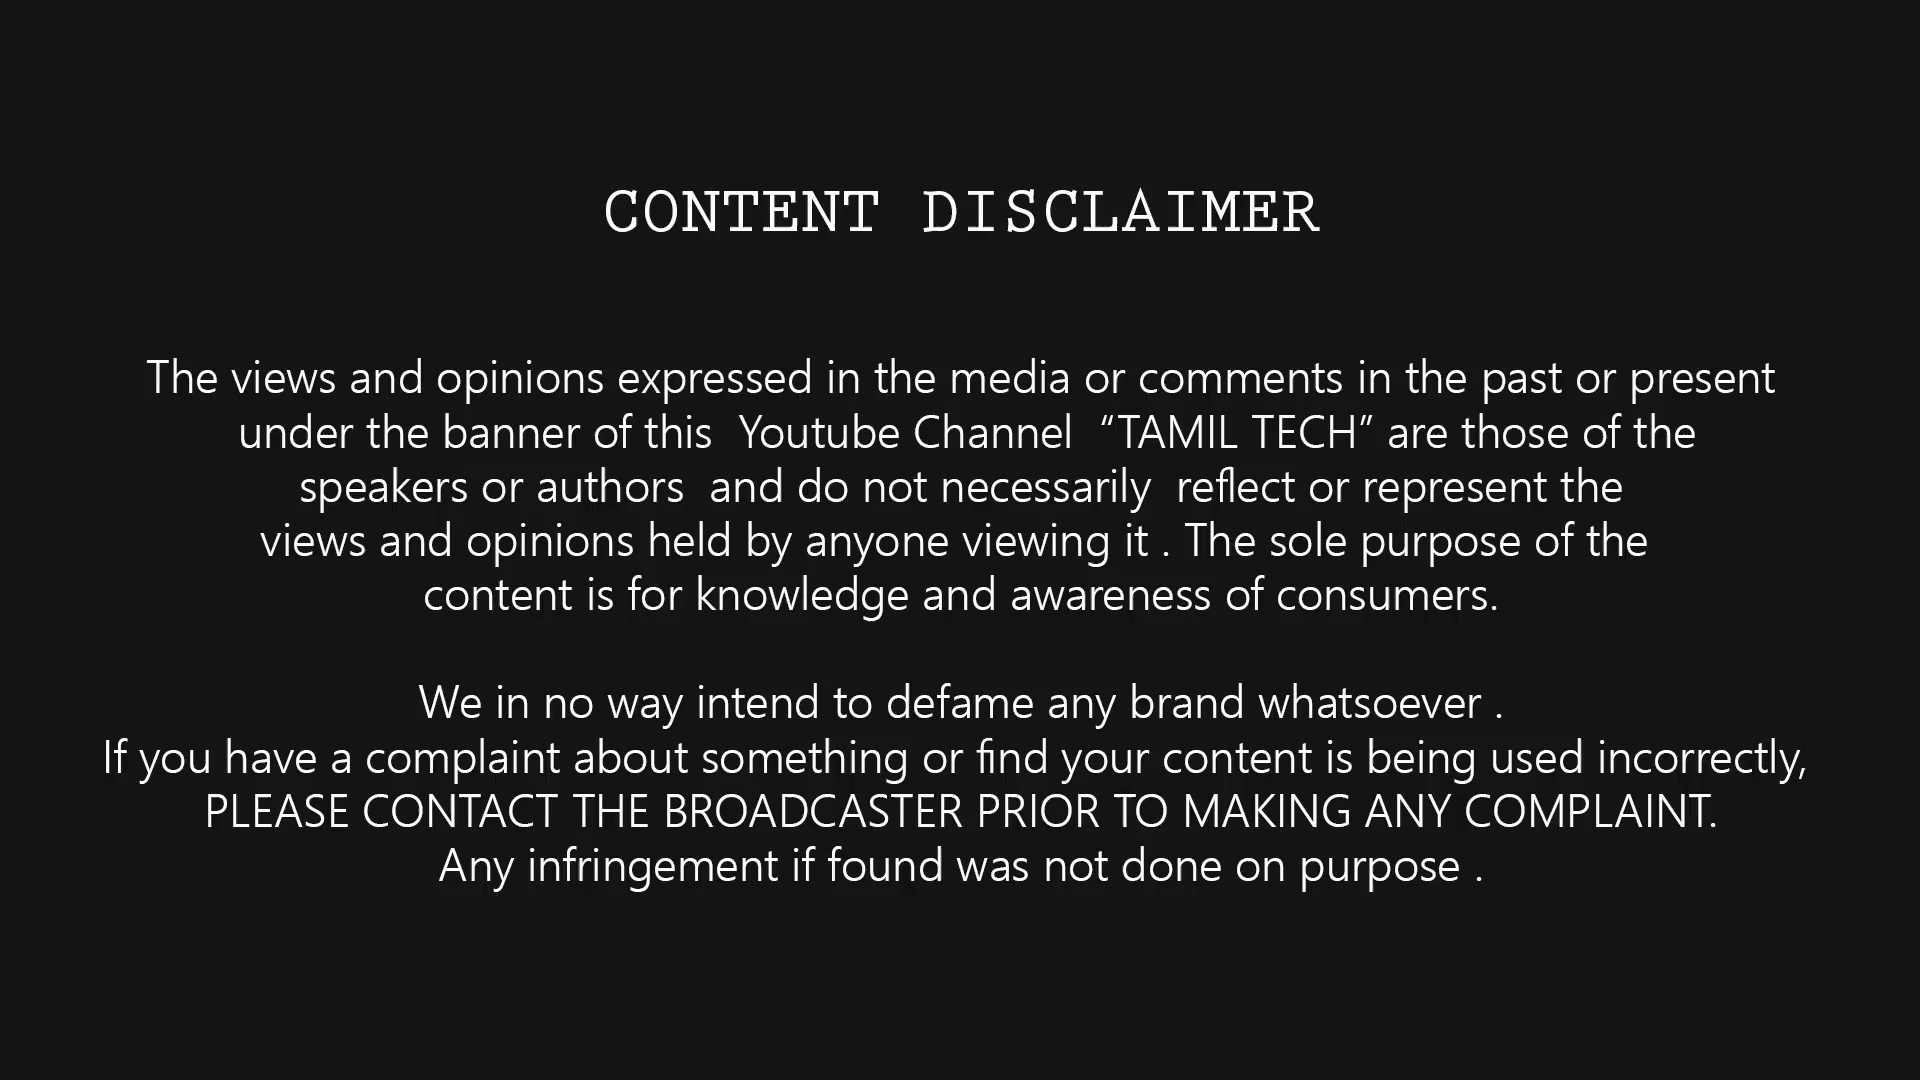 CONTENT DISCLAIMER
The views and opinions expressed in the media or comments in the past or present
under the banner of this  Youtube Channel  “TAMIL TECH” are those of the
speakers or authors  and do not necessarily  reflect or represent the
views and opinions held by anyone viewing it . The sole purpose of the
content is for knowledge and awareness of consumers.
We in no way intend to defame any brand whatsoever .
If you have a complaint about something or find your content is being used incorrectly,
PLEASE CONTACT THE BROADCASTER PRIOR TO MAKING ANY COMPLAINT.
Any infringement if found was not done on purpose .